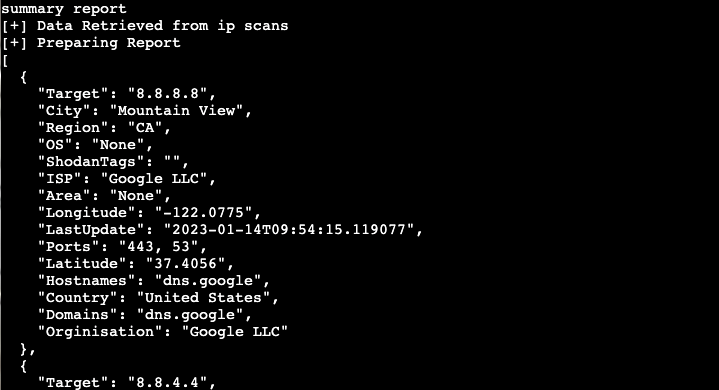 summary report
[+] Data Retrieved from ip scans
[+] Preparing Report
[
  {
    "Target": "8.8.8.8",
    "City": "Mountain View",
    "Region": "CA",
    "OS": "None",
    "ShodanTags": "",
    "ISP": "Google LLC",
    "Area": "None",
    "Longitude": "-122.0775",
    "LastUpdate": "2023-01-14T09:54:15.119077",
    "Ports": "443, 53",
    "Latitude": "37.4056",
    "Hostnames": "dns.google",
    "Country": "United States",
    "Domains": "dns.google",
    "Orginisation": "Google LLC"
  },
  {
    "Target": "8.8.4.4",